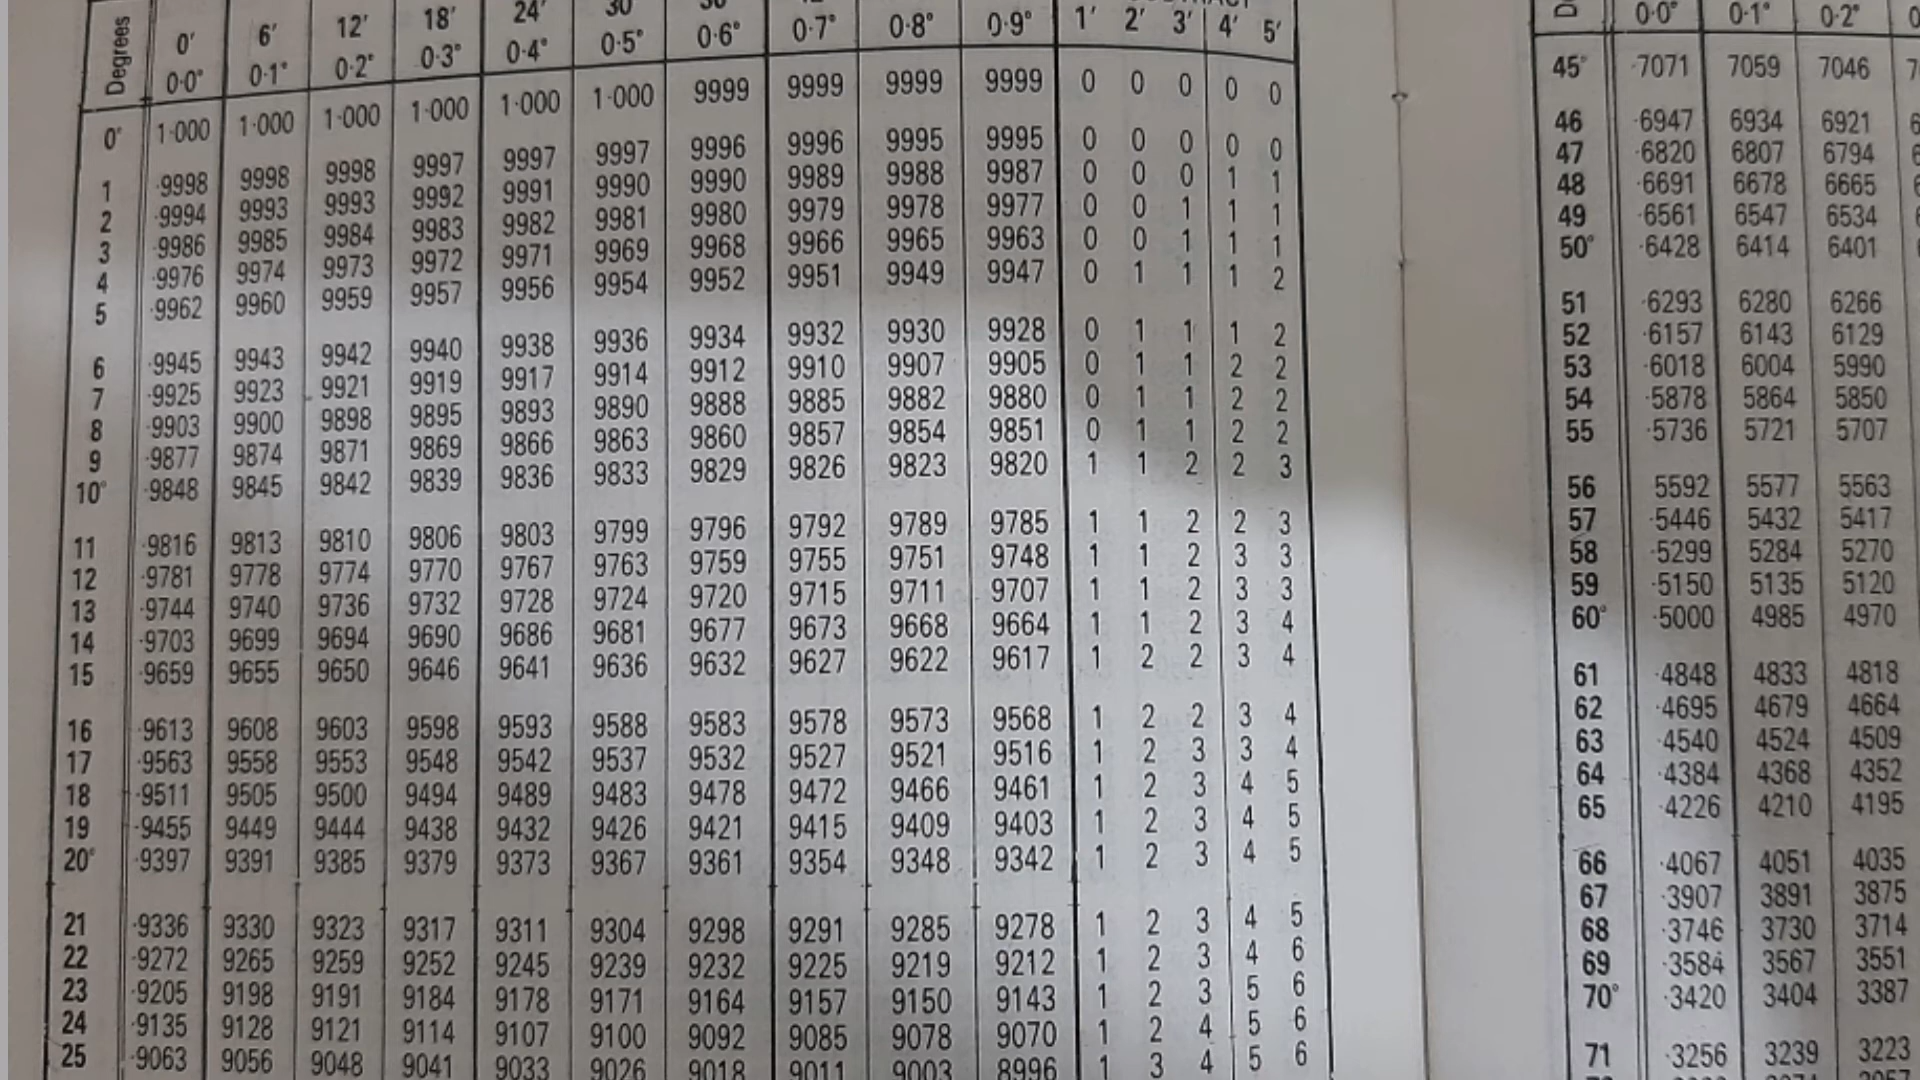 Degrees 0′ 6′ 12′ 18′ 24′ 1′ 2′ 3′ 4′ 5′
0·0° 0·1° 0·2° 0·3° 0·4° 0·5° 0·6° 0·7° 0·8° 0·9°
0° 1·000 1·000 1·000 1·000 1·000 1·000 9999 9999 9999 9999 0 0 0 0 0
1 ·9998 9998 9998 9997 9997 9997 9996 9996 9995 9995 0 0 0 0 0
2 ·9994 9993 9993 9992 9991 9990 9990 9989 9988 9987 0 0 0 1 1
3 ·9986 9985 9984 9983 9982 9981 9980 9979 9978 9977 0 0 1 1 1
4 ·9976 9974 9973 9972 9971 9969 9968 9966 9965 9963 0 0 1 1 1
5 ·9962 9960 9959 9957 9956 9954 9952 9951 9949 9947 0 1 1 1 2
6 ·9945 9943 9942 9940 9938 9936 9934 9932 9930 9928 0 1 1 1 2
7 ·9925 9923 9921 9919 9917 9914 9912 9910 9907 9905 0 1 1 2 2
8 ·9903 9900 9898 9895 9893 9890 9888 9885 9882 9880 0 1 1 2 2
9 ·9877 9874 9871 9869 9866 9863 9860 9857 9854 9851 0 1 1 2 2
10° ·9848 9845 9842 9839 9836 9833 9829 9826 9823 9820 1 1 2 2 3
11 ·9816 9813 9810 9806 9803 9799 9796 9792 9789 9785 1 1 2 2 3
12 ·9781 9778 9774 9770 9767 9763 9759 9755 9751 9748 1 1 2 3 3
13 ·9744 9740 9736 9732 9728 9724 9720 9715 9711 9707 1 1 2 3 3
14 ·9703 9699 9694 9690 9686 9681 9677 9673 9668 9664 1 1 2 3 4
15 ·9659 9655 9650 9646 9641 9636 9632 9627 9622 9617 1 2 2 3 4
16 ·9613 9608 9603 9598 9593 9588 9583 9578 9573 9568 1 2 2 3 4
17 ·9563 9558 9553 9548 9542 9537 9532 9527 9521 9516 1 2 3 3 4
18 ·9511 9505 9500 9494 9489 9483 9478 9472 9466 9461 1 2 3 4 5
19 ·9455 9449 9444 9438 9432 9426 9421 9415 9409 9403 1 2 3 4 5
20° ·9397 9391 9385 9379 9373 9367 9361 9354 9348 9342 1 2 3 4 5
21 ·9336 9330 9323 9317 9311 9304 9298 9291 9285 9278 1 2 3 4 5
22 ·9272 9265 9259 9252 9245 9239 9232 9225 9219 9212 1 2 3 4 6
23 ·9205 9198 9191 9184 9178 9171 9164 9157 9150 9143 1 2 3 5 6
24 ·9135 9128 9121 9114 9107 9100 9092 9085 9078 9070 1 2 4 5 6
25 ·9063 9056 9048 9041 9033 9026 9018 9011 9003 8996 1 3 4 5 6
0·0° 0·1° 0·2°
45° ·7071 7059 7046
46 ·6947 6934 6921
47 ·6820 6807 6794
48 ·6691 6678 6665
49 ·6561 6547 6534
50° ·6428 6414 6401
51 ·6293 6280 6266
52 ·6157 6143 6129
53 ·6018 6004 5990
54 ·5878 5864 5850
55 ·5736 5721 5707
56 5592 5577 5563
57 ·5446 5432 5417
58 ·5299 5284 5270
59 ·5150 5135 5120
60° ·5000 4985 4970
61 ·4848 4833 4818
62 ·4695 4679 4664
63 ·4540 4524 4509
64 ·4384 4368 4352
65 ·4226 4210 4195
66 ·4067 4051 4035
67 ·3907 3891 3875
68 ·3746 3730 3714
69 ·3584 3567 3551
70° ·3420 3404 3387
71 ·3256 3239 3223